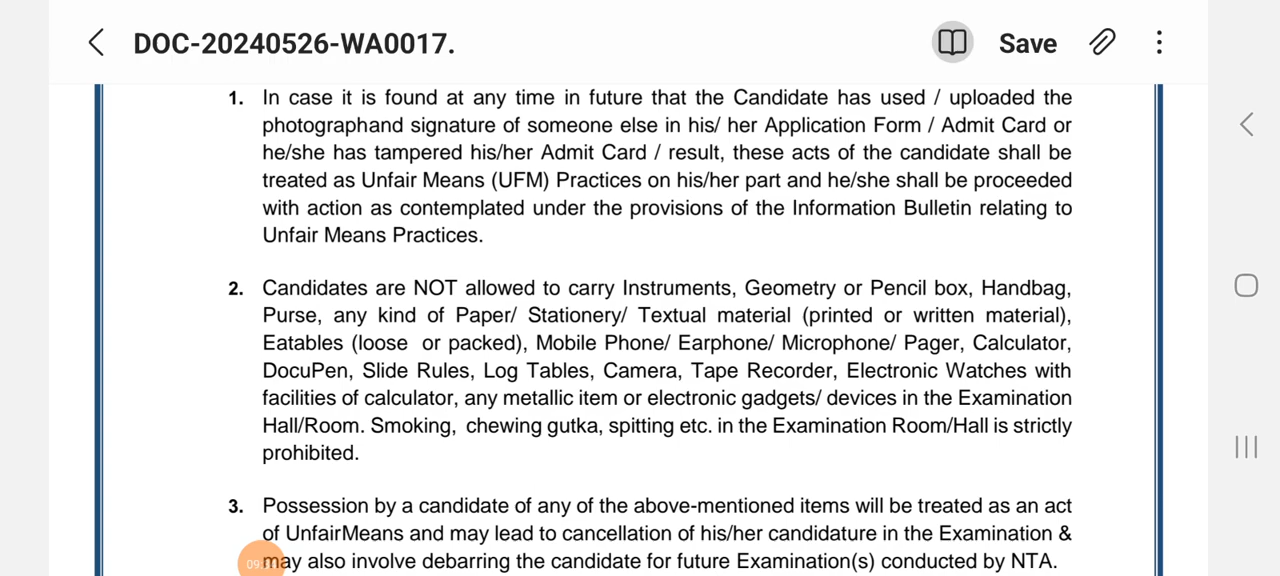 DOC-20240526-WA0017.
Save
1. In case it is found at any time in future that the Candidate has used / uploaded the
photographand signature of someone else in his/ her Application Form / Admit Card or
he/she has tampered his/her Admit Card / result, these acts of the candidate shall be
treated as Unfair Means (UFM) Practices on his/her part and he/she shall be proceeded
with action as contemplated under the provisions of the Information Bulletin relating to
Unfair Means Practices.
2. Candidates are NOT allowed to carry Instruments, Geometry or Pencil box, Handbag,
Purse, any kind of Paper/ Stationery/ Textual material (printed or written material),
Eatables (loose or packed), Mobile Phone/ Earphone/ Microphone/ Pager, Calculator,
DocuPen, Slide Rules, Log Tables, Camera, Tape Recorder, Electronic Watches with
facilities of calculator, any metallic item or electronic gadgets/ devices in the Examination
Hall/Room. Smoking, chewing gutka, spitting etc. in the Examination Room/Hall is strictly
prohibited.
3. Possession by a candidate of any of the above-mentioned items will be treated as an act
of UnfairMeans and may lead to cancellation of his/her candidature in the Examination &
may also involve debarring the candidate for future Examination(s) conducted by NTA.